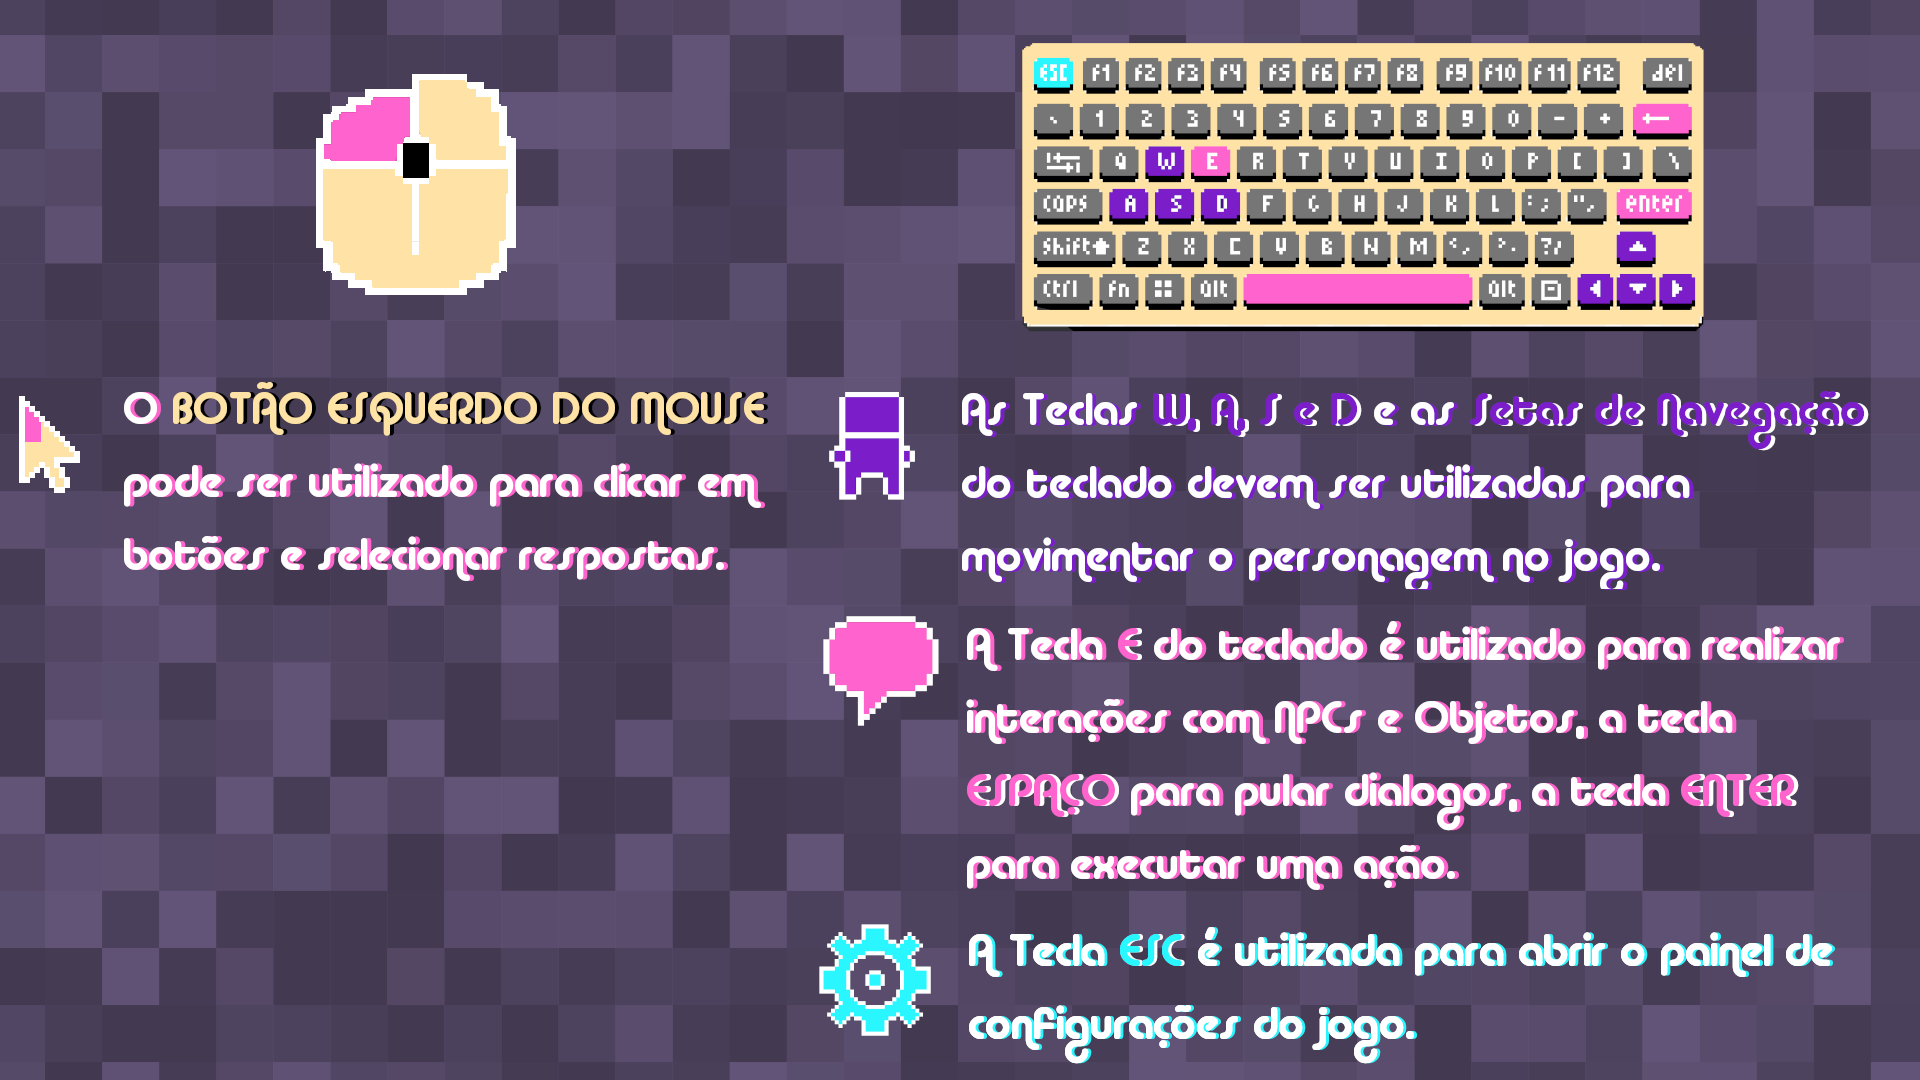 ESC f1 f2 f3 f4 f5 f6 f7 f8 f9 f10 f11 f12 del
` 1 2 3 4 5 6 7 8 9 0 - + ←
Q W E R T Y U I O P [ ] \
CAPS A S D F G H J K L : ; " , enter
Shift Z X C V B N M < , > . ? /
Ctrl fn Alt Alt
O BOTÃO ESQUERDO DO MOUSE
pode ser utilizado para clicar em
botões e selecionar respostas.
As Teclas W, A, S e D e as Setas de Navegação
do teclado devem ser utilizadas para
movimentar o personagem no jogo.
A Tecla E do teclado é utilizado para realizar
interações com NPCs e Objetos, a tecla
ESPAÇO para pular dialogos, a tecla ENTER
para executar uma ação.
A Tecla ESC é utilizada para abrir o painel de
configurações do jogo.